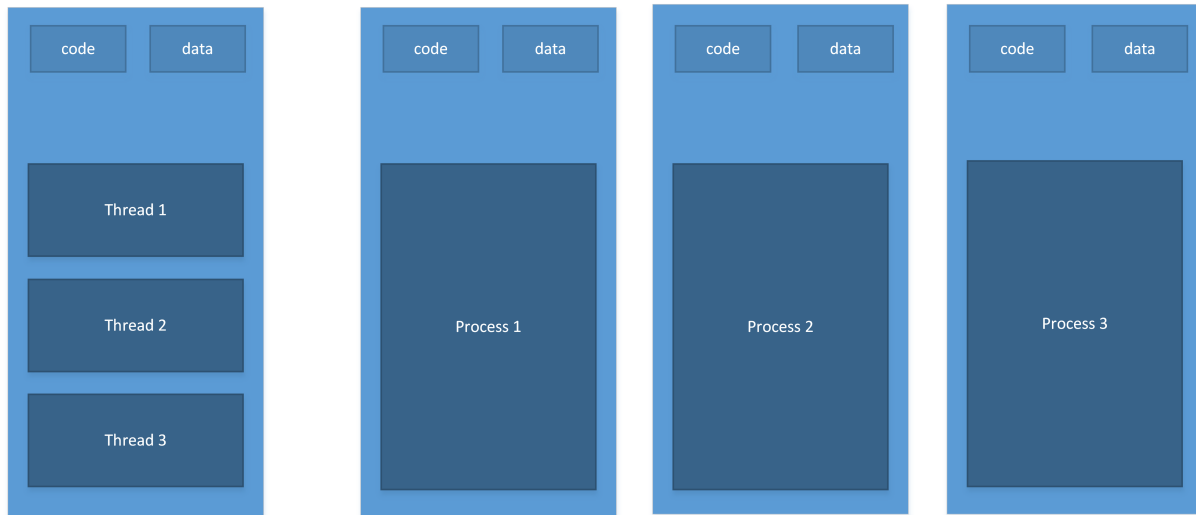 code data
Thread 1
Thread 2
Thread 3
code data
Process 1
code data
Process 2
code data
Process 3